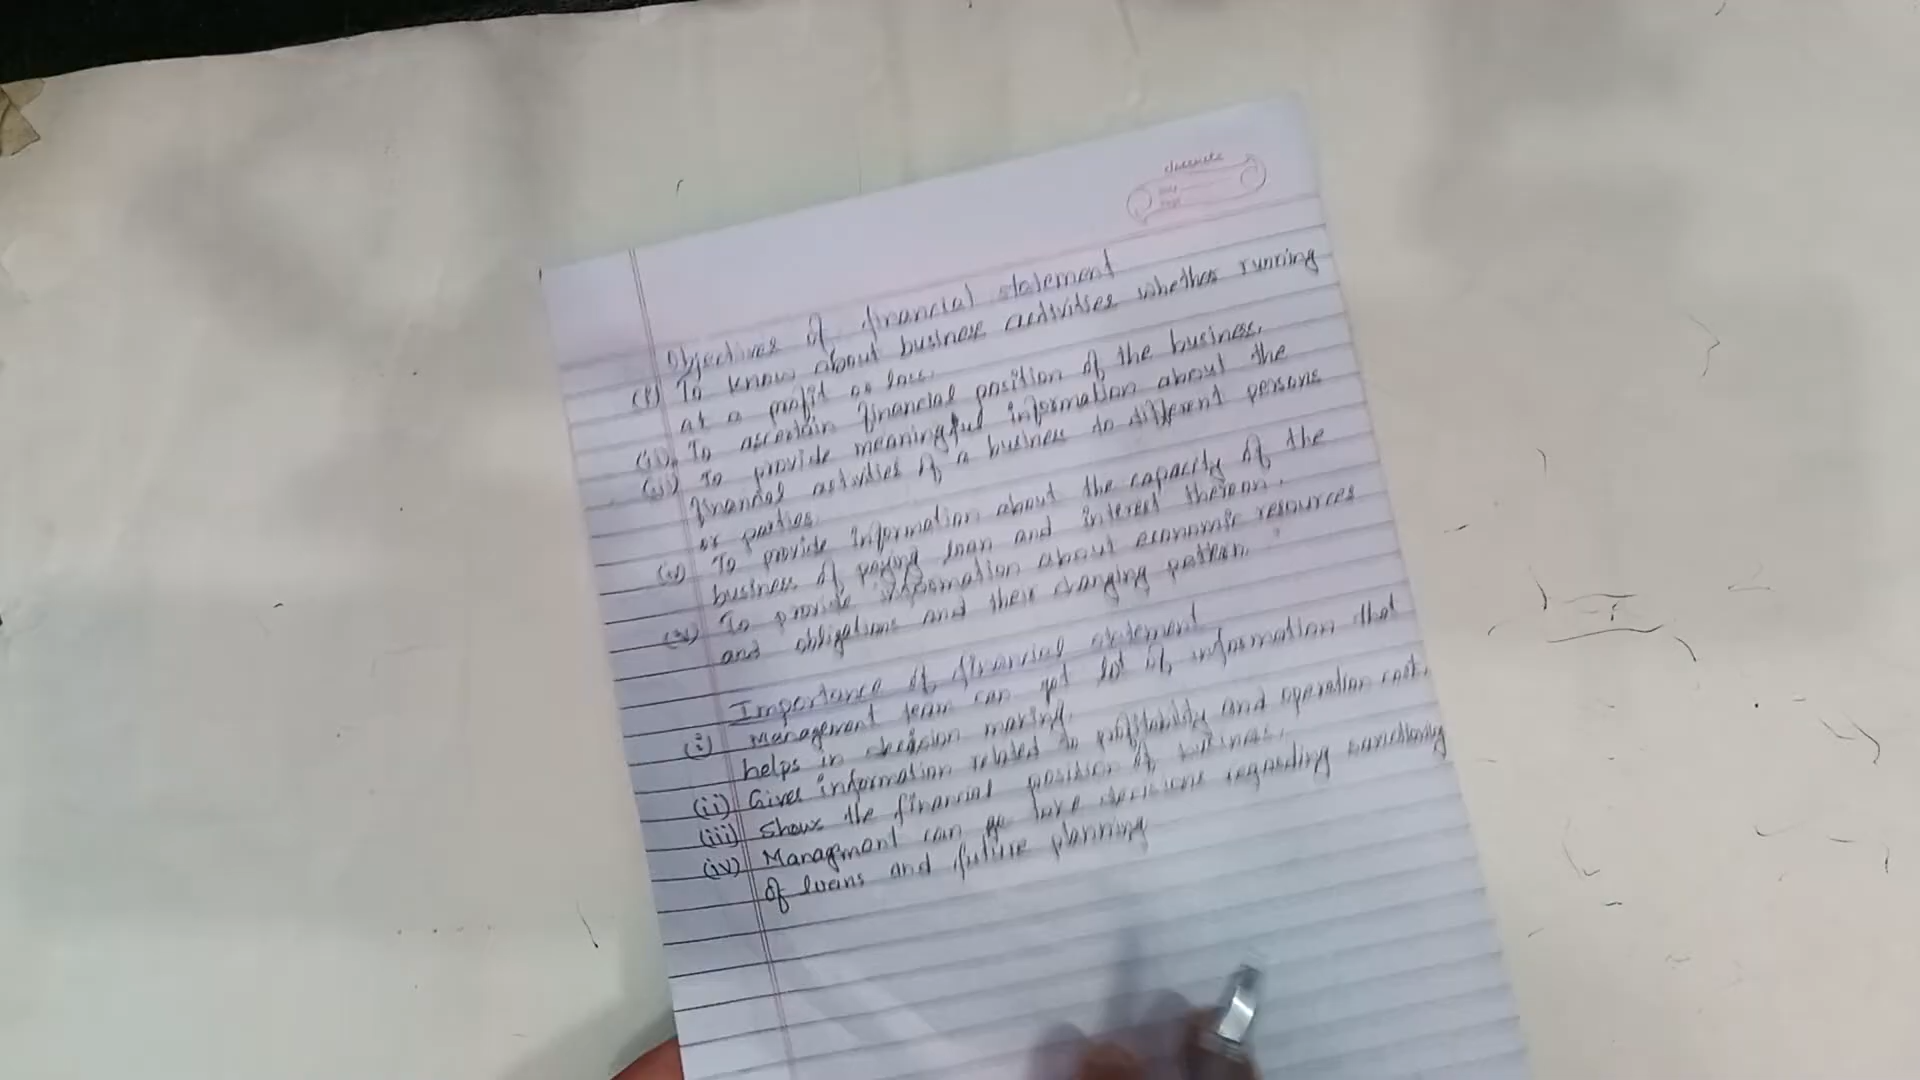 Objectives of financial statement
(i) To know about business activities whether running
at a profit or loss.
(ii) To ascertain financial position of the business.
(iii) To provide meaningful information about the
financial activities of a business to different persons
or parties.
(iv) To provide information about the capacity of the
business of paying loan and interest thereon.
(v) To provide information about economic resources
and obligations and their changing pattern.
Importance of financial statement
(i) Management team can get lot of information that
helps in decision making.
(ii) Gives information related to profitability and operation cost.
(iii) Shows the financial position of business.
(iv) Managment can take decisions regarding sanctioning
of loans and future planning